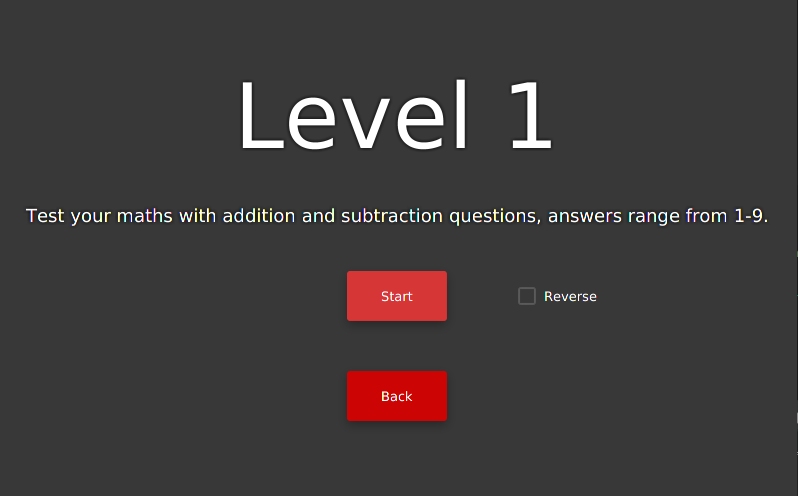 Level 1
Test your maths with addition and subtraction questions, answers range from 1-9.
Start
Reverse
Back